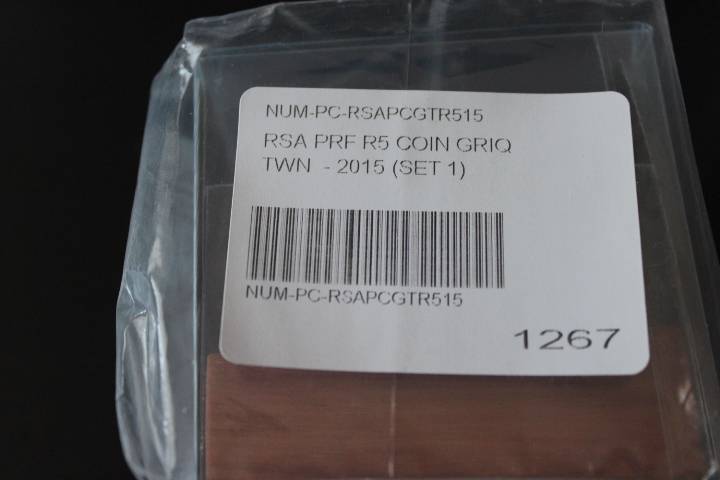 NUM-PC-RSAPCGTR515
RSA PRF R5 COIN GRIQ
TWN - 2015 (SET 1)
NUM-PC-RSAPCGTR515
1267